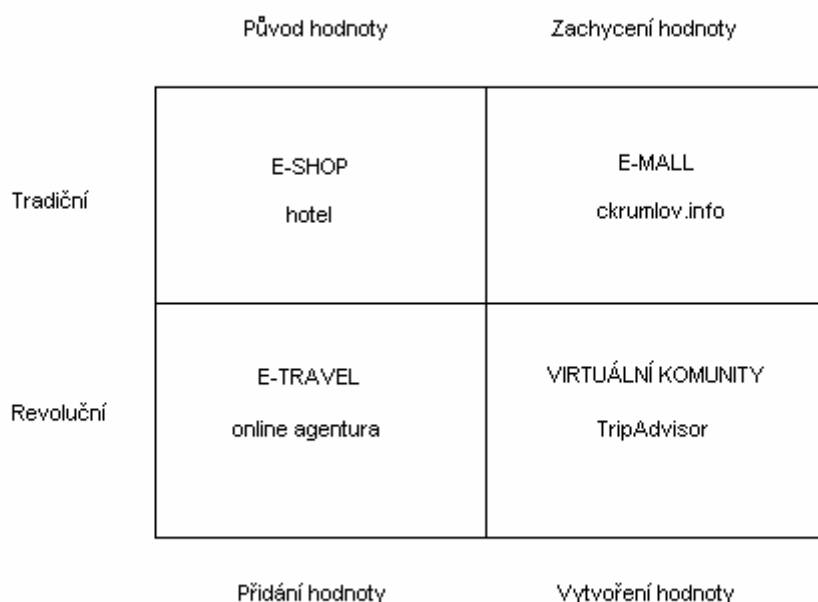 Původ hodnoty
Zachycení hodnoty
Tradiční
E-SHOP
hotel
E-MALL
ckrumlov.info
Revoluční
E-TRAVEL
online agentura
VIRTUÁLNÍ KOMUNITY
TripAdvisor
Přidání hodnoty
Vytvoření hodnoty